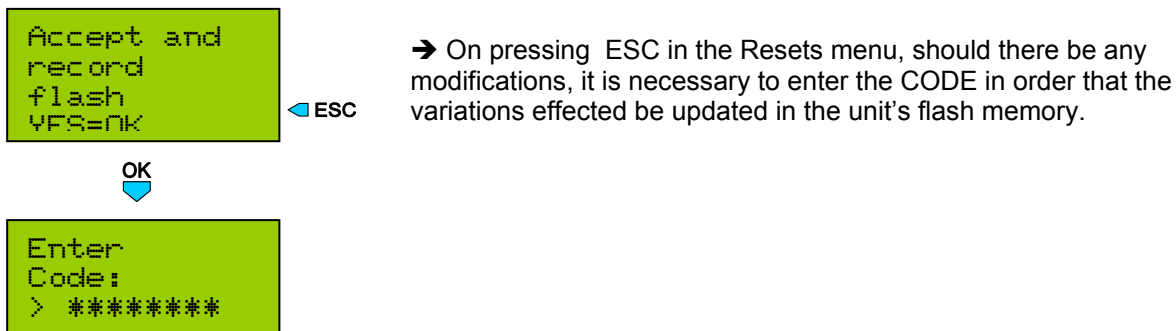 Accept and
record
flash
YES=OK
ESC
➔ On pressing ESC in the Resets menu, should there be any
modifications, it is necessary to enter the CODE in order that the
variations effected be updated in the unit's flash memory.
OK
Enter
Code:
> ********